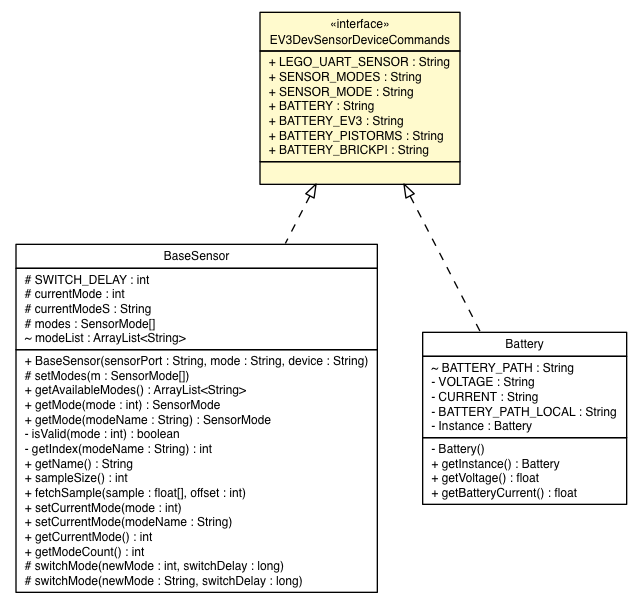 «interface»
EV3DevSensorDeviceCommands
+ LEGO_UART_SENSOR : String
+ SENSOR_MODES : String
+ SENSOR_MODE : String
+ BATTERY : String
+ BATTERY_EV3 : String
+ BATTERY_PISTORMS : String
+ BATTERY_BRICKPI : String
BaseSensor
# SWITCH_DELAY : int
# currentMode : int
# currentModeS : String
# modes : SensorMode[]
~ modeList : ArrayList<String>
+ BaseSensor(sensorPort : String, mode : String, device : String)
# setModes(m : SensorMode[])
+ getAvailableModes() : ArrayList<String>
+ getMode(mode : int) : SensorMode
+ getMode(modeName : String) : SensorMode
- isValid(mode : int) : boolean
- getIndex(modeName : String) : int
+ getName() : String
+ sampleSize() : int
+ fetchSample(sample : float[], offset : int)
+ setCurrentMode(mode : int)
+ setCurrentMode(modeName : String)
+ getCurrentMode() : int
+ getModeCount() : int
# switchMode(newMode : int, switchDelay : long)
# switchMode(newMode : String, switchDelay : long)
Battery
~ BATTERY_PATH : String
- VOLTAGE : String
- CURRENT : String
- BATTERY_PATH_LOCAL : String
- Instance : Battery
- Battery()
+ getInstance() : Battery
+ getVoltage() : float
+ getBatteryCurrent() : float